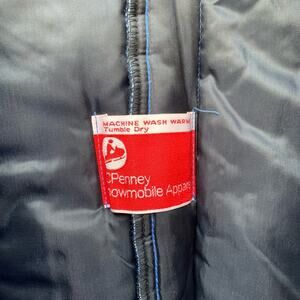 MACHINE WASH WARM
Tumble Dry
CPenney
nowmobile Appare